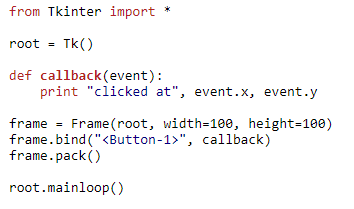 from Tkinter import *
root = Tk()
def callback(event):
    print "clicked at", event.x, event.y
frame = Frame(root, width=100, height=100)
frame.bind("<Button-1>", callback)
frame.pack()
root.mainloop()